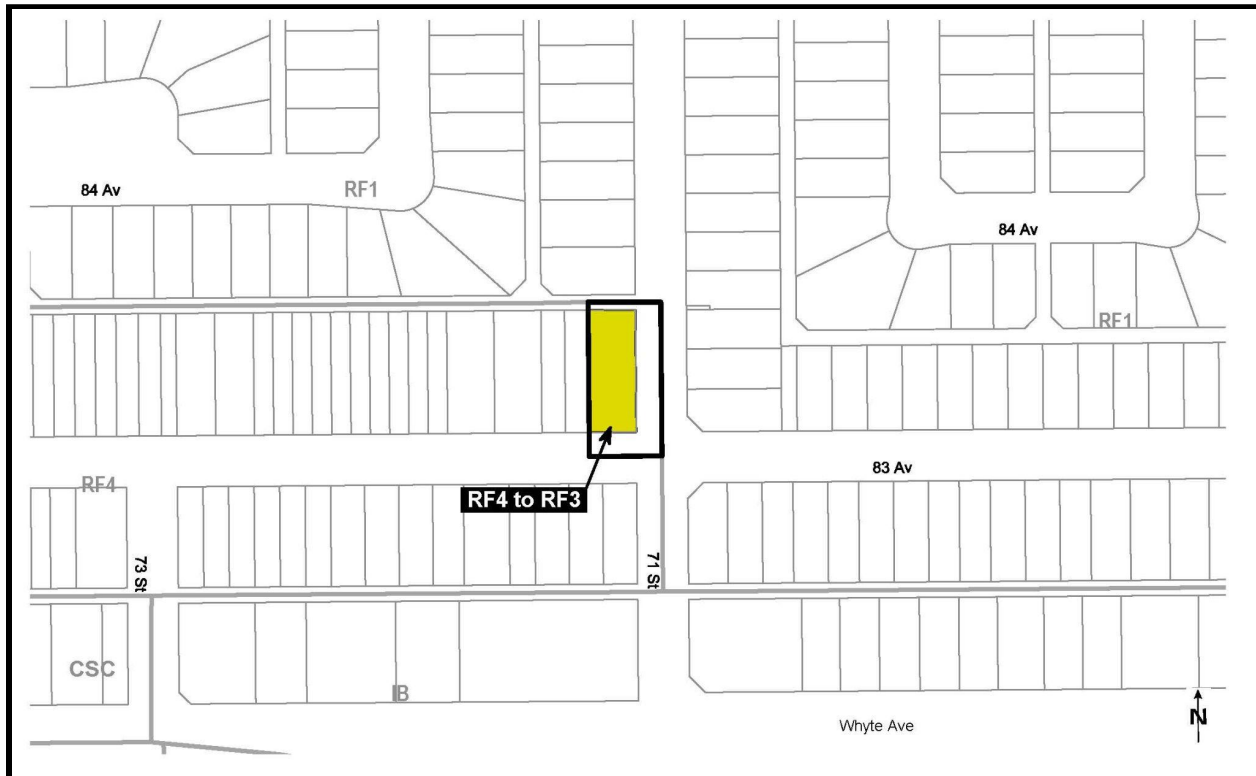 84 Av
RF1
84 Av
RF1
83 Av
RF4
RF4 to RF3
73 St
71 St
CSC
IB
Whyte Ave
N